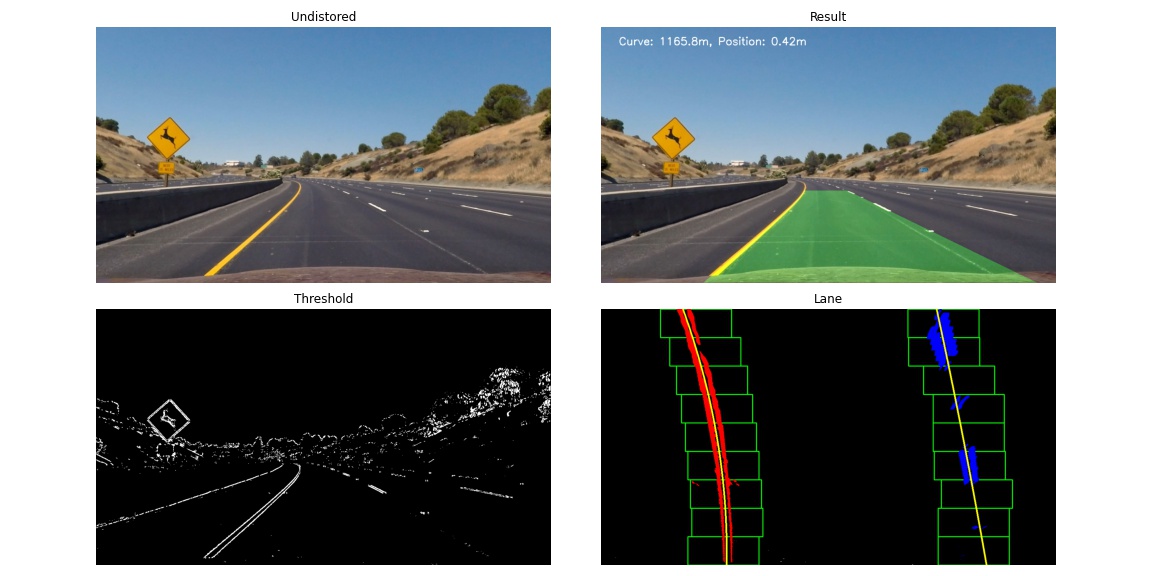 Undistored
Result
Curve: 1165.8m, Position: 0.42m
Threshold
Lane